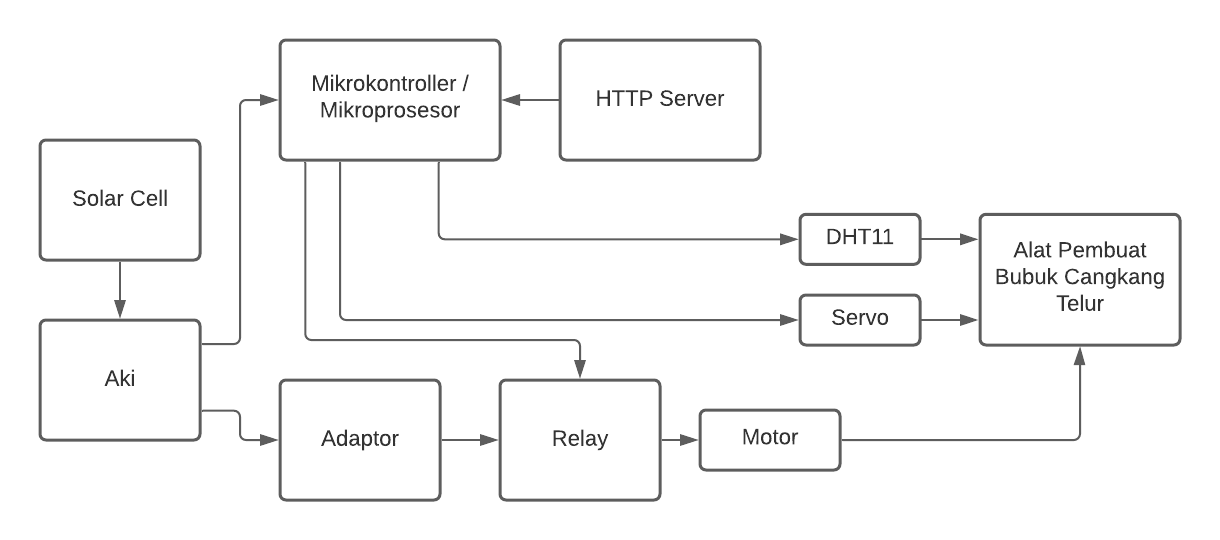 Mikrokontroller /
Mikroprosesor
HTTP Server
Solar Cell
DHT11
Alat Pembuat
Bubuk Cangkang
Telur
Servo
Aki
Adaptor
Relay
Motor